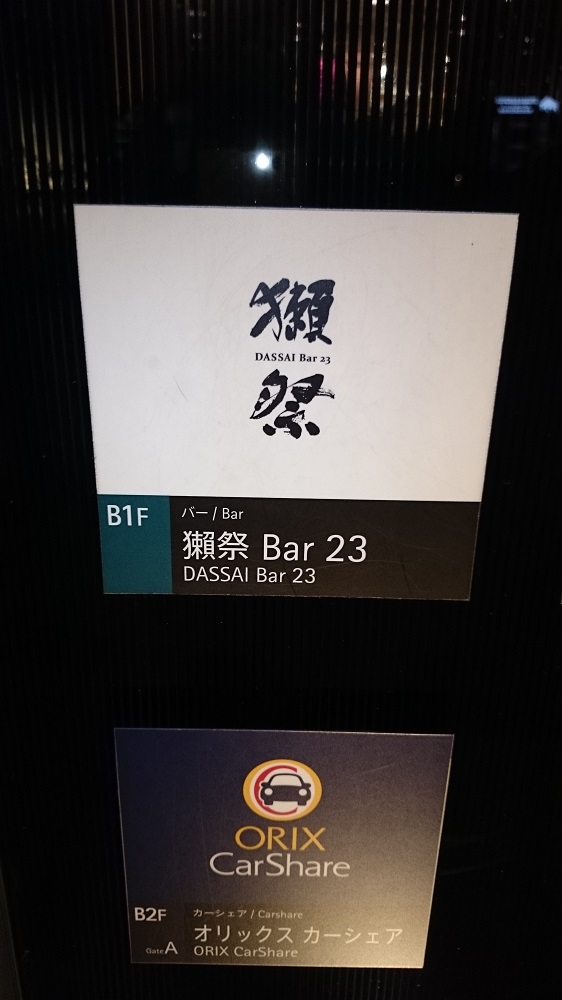 獺
DASSAI Bar 23
祭
B1F
バー / Bar
獺祭 Bar 23
DASSAI Bar 23
ORIX
CarShare
B2F
カーシェア / Carshare
Gate A
オリックス カーシェア
ORIX CarShare